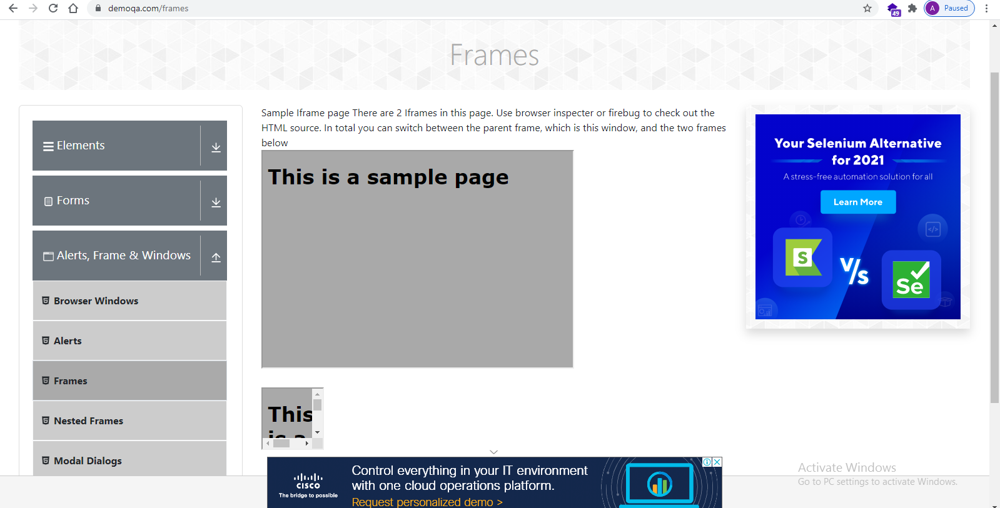 demoqa.com/frames
49
A
Paused
Frames
Elements
Forms
Alerts, Frame & Windows
Browser Windows
Alerts
Frames
Nested Frames
Modal Dialogs
Sample Iframe page There are 2 Iframes in this page. Use browser inspecter or firebug to check out the
HTML source. In total you can switch between the parent frame, which is this window, and the two frames
below
This is a sample page
This
is a
Your Selenium Alternative
for 2021
A stress-free automation solution for all
Learn More
S
V/s
Se
CISCO
The bridge to possible
Control everything in your IT environment
with one cloud operations platform.
Request personalized demo >
Activate Windows
Go to PC settings to activate Windows.